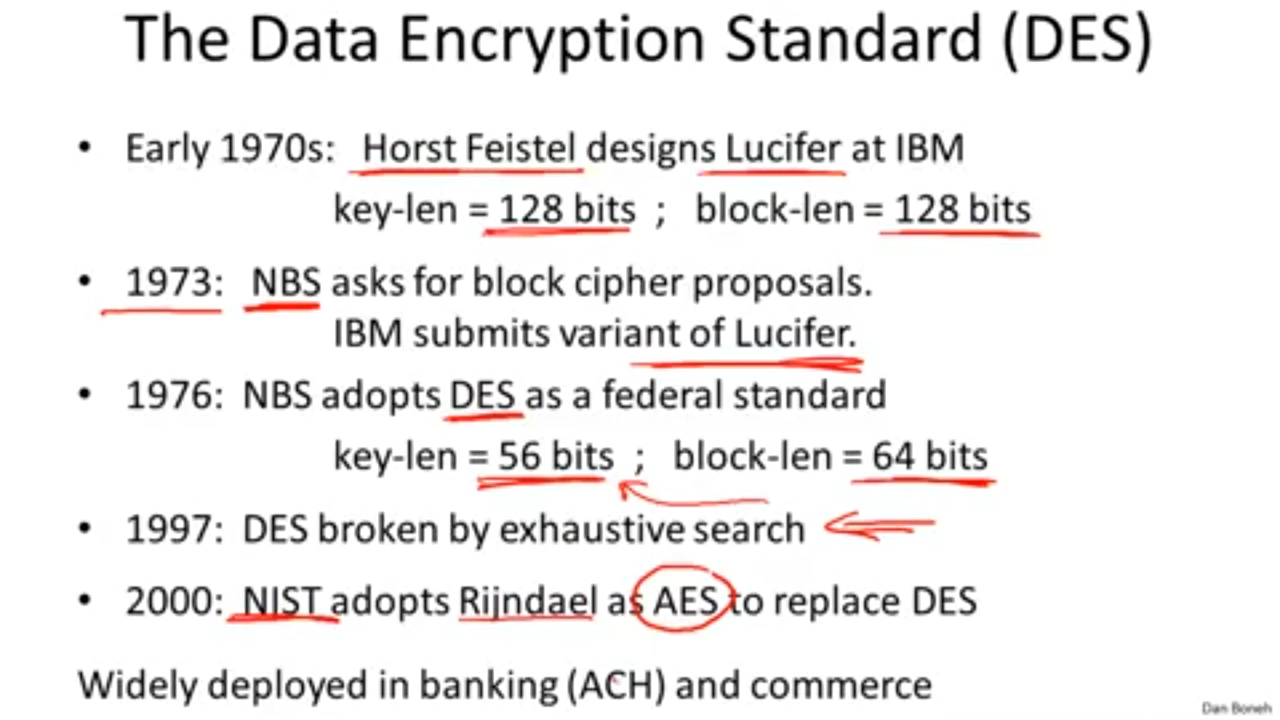 The Data Encryption Standard (DES)
• Early 1970s: Horst Feistel designs Lucifer at IBM
key-len = 128 bits ; block-len = 128 bits
• 1973: NBS asks for block cipher proposals.
IBM submits variant of Lucifer.
• 1976: NBS adopts DES as a federal standard
key-len = 56 bits ; block-len = 64 bits
• 1997: DES broken by exhaustive search
• 2000: NIST adopts Rijndael as AES to replace DES
Widely deployed in banking (ACH) and commerce
Dan Boneh